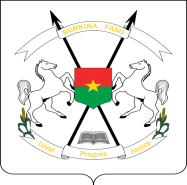 BURKINA FASO
Unité Progrès Justice